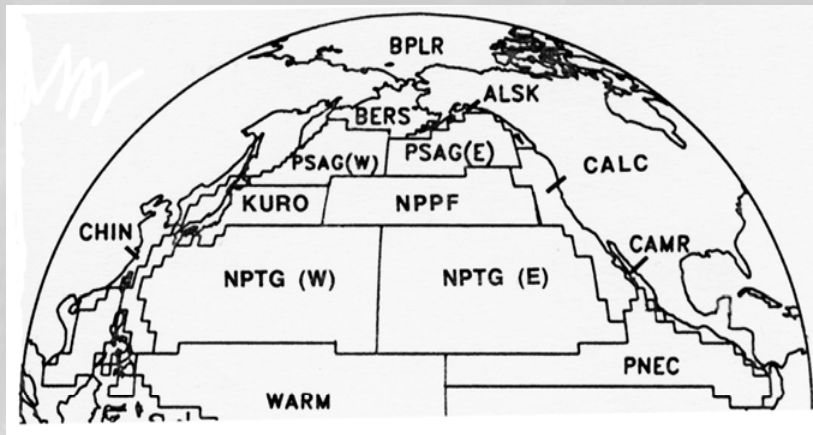 BPLR
ALSK
BERS
PSAG(W)
PSAG(E)
CALC
KURO
NPPF
CHIN
CAMR
NPTG (W)
NPTG (E)
PNEC
WARM